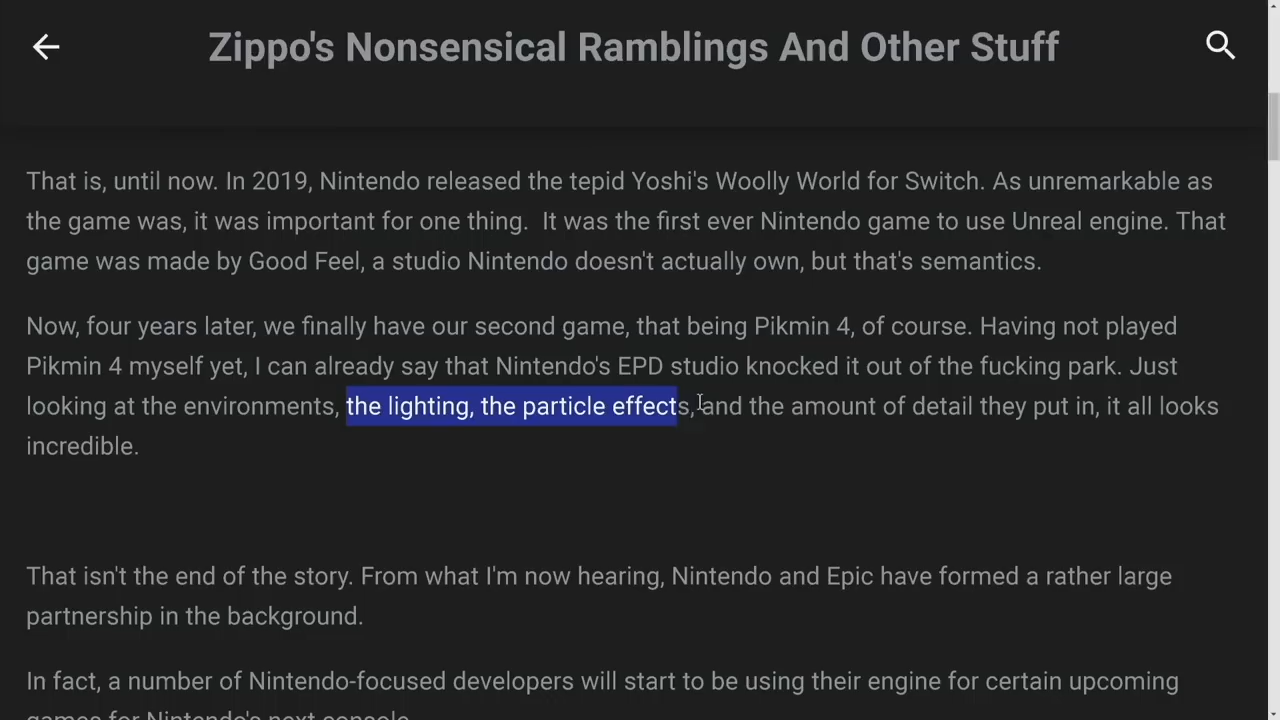 Zippo's Nonsensical Ramblings And Other Stuff
That is, until now. In 2019, Nintendo released the tepid Yoshi's Woolly World for Switch. As unremarkable as
the game was, it was important for one thing.  It was the first ever Nintendo game to use Unreal engine. That
game was made by Good Feel, a studio Nintendo doesn't actually own, but that's semantics.
Now, four years later, we finally have our second game, that being Pikmin 4, of course. Having not played
Pikmin 4 myself yet, I can already say that Nintendo's EPD studio knocked it out of the fucking park. Just
looking at the environments, the lighting, the particle effects, and the amount of detail they put in, it all looks
incredible.
That isn't the end of the story. From what I'm now hearing, Nintendo and Epic have formed a rather large
partnership in the background.
In fact, a number of Nintendo-focused developers will start to be using their engine for certain upcoming
games for Nintendo's next console